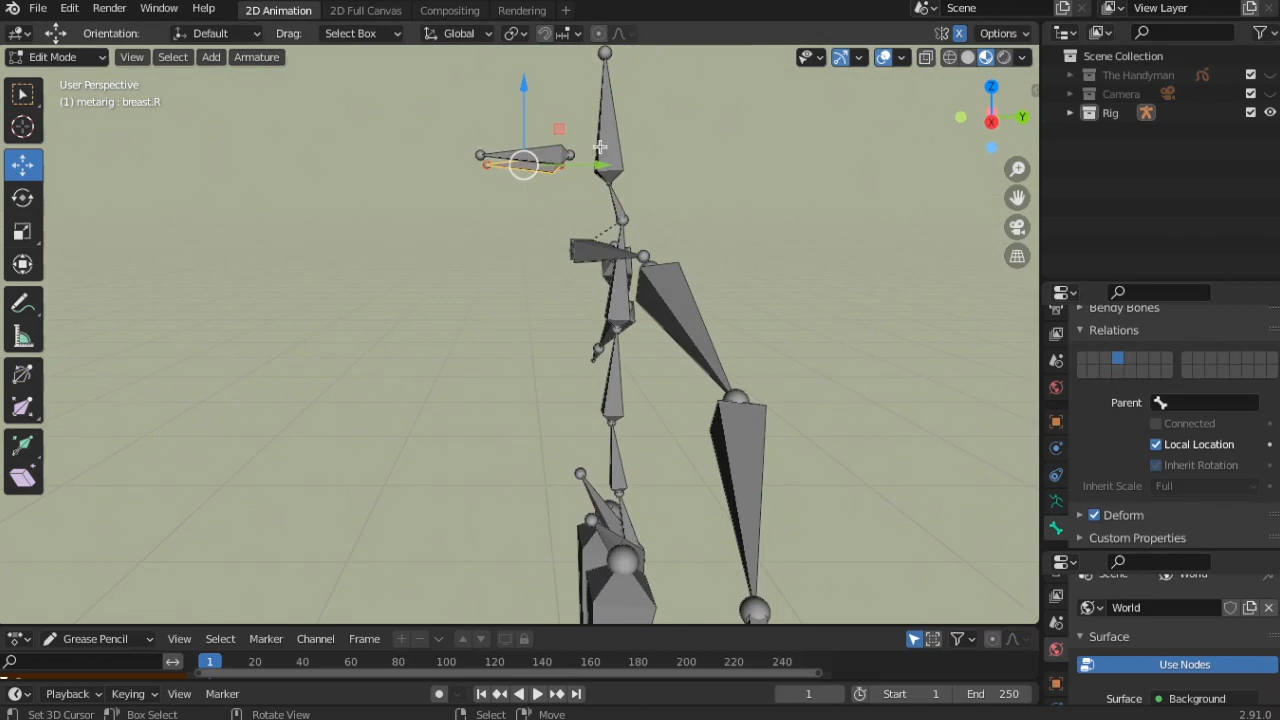 File Edit Render Window Help 2D Animation 2D Full Canvas Compositing Rendering + Scene View Layer
Orientation: Default Drag: Select Box Global Options
Edit Mode View Select Add Armature
User Perspective
(1) metarig : breast.R
Z
Y
X
Scene Collection
The Handyman
Camera
Rig
Bendy Bones
Relations
Parent
Connected
Local Location
Inherit Rotation
Inherit Scale Full
Deform
Custom Properties
Scene World
World
Surface
Use Nodes
Surface Background
Grease Pencil View Select Marker Channel Frame
1 20 40 60 80 100 120 140 160 180 200 220 240
Playback Keying View Marker 1 Start 1 End 250
Set 3D Cursor Box Select Rotate View Select Move 2.91.0